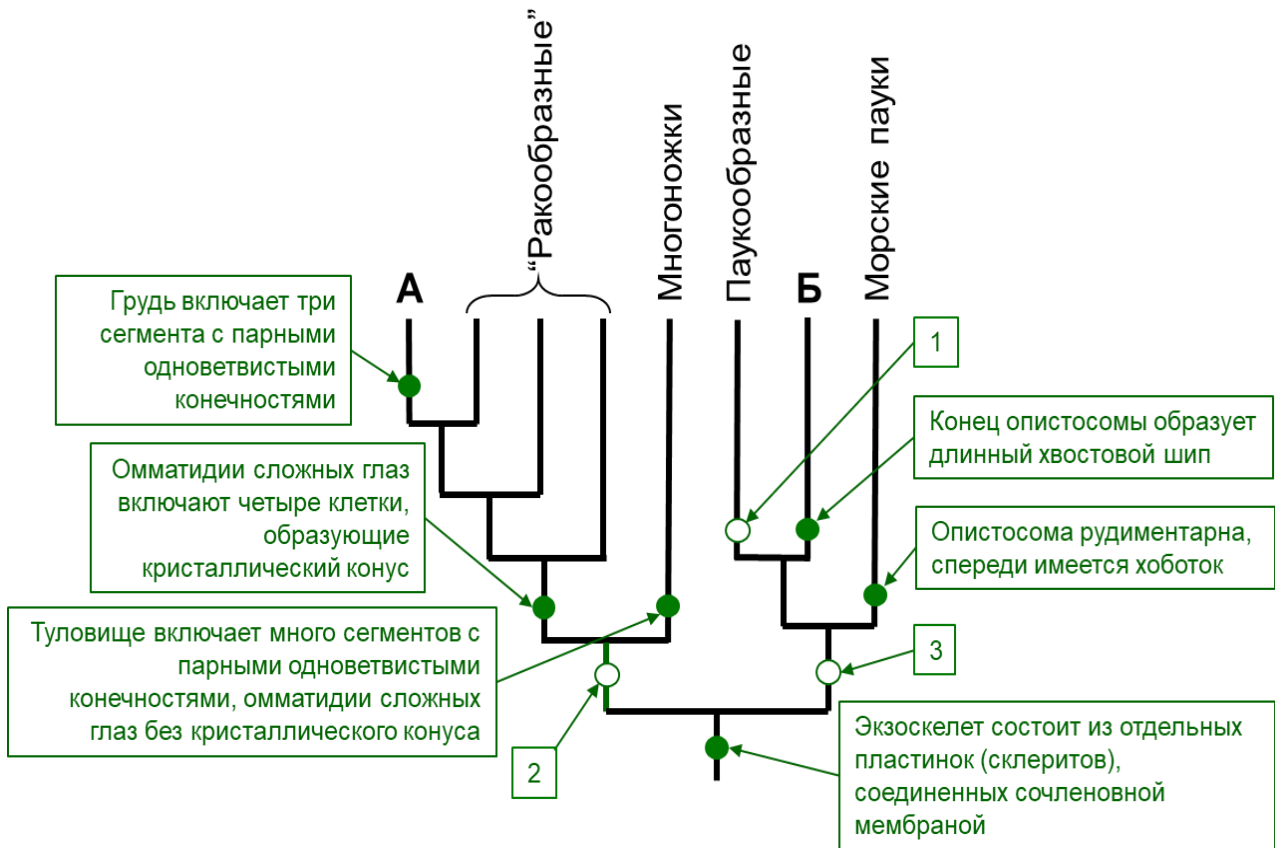 “Ракообразные”
Многоножки
Паукообразные
Морские пауки
А
Б
Грудь включает три
сегмента с парными
одноветвистыми
конечностями
1
Конец опистосомы образует
длинный хвостовой шип
Омматидии сложных глаз
включают четыре клетки,
образующие
кристаллический конус
Опистосома рудиментарна,
спереди имеется хоботок
Туловище включает много сегментов с
парными одноветвистыми
конечностями, омматидии сложных
глаз без кристаллического конуса
3
2
Экзоскелет состоит из отдельных
пластинок (склеритов),
соединенных сочленовной
мембраной